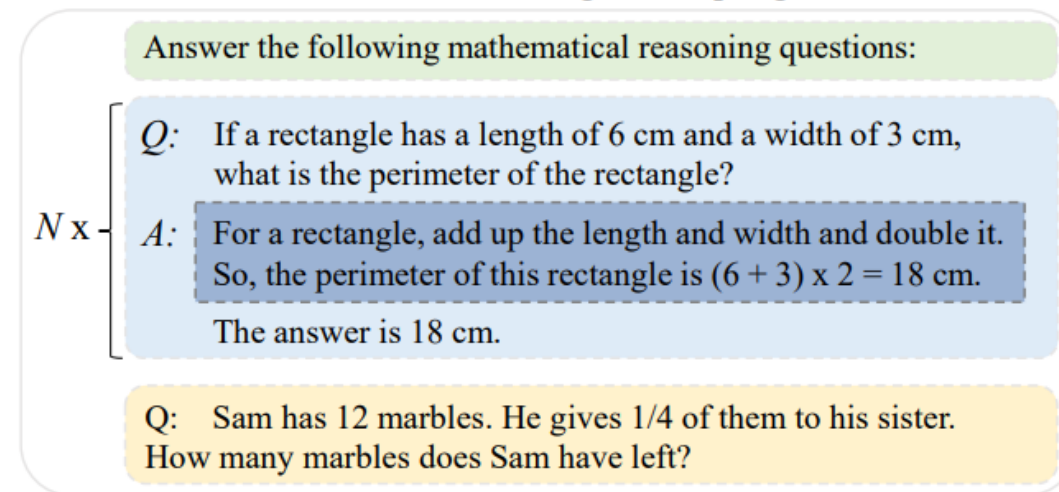 Answer the following mathematical reasoning questions:
Q: If a rectangle has a length of 6 cm and a width of 3 cm,
what is the perimeter of the rectangle?
N x
A: For a rectangle, add up the length and width and double it.
So, the perimeter of this rectangle is (6 + 3) x 2 = 18 cm.
The answer is 18 cm.
Q: Sam has 12 marbles. He gives 1/4 of them to his sister.
How many marbles does Sam have left?